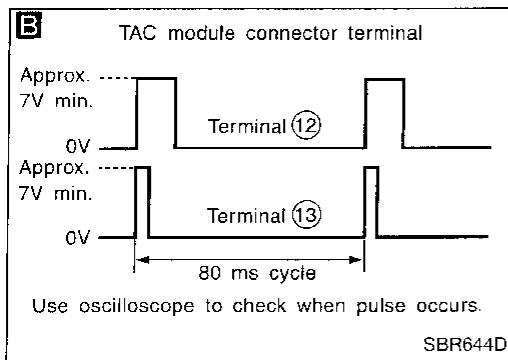 B
TAC module connector terminal
Approx.
7V min.
Terminal 12
0V
Approx.
7V min.
Terminal 13
0V
80 ms cycle
Use oscilloscope to check when pulse occurs.
SBR644D